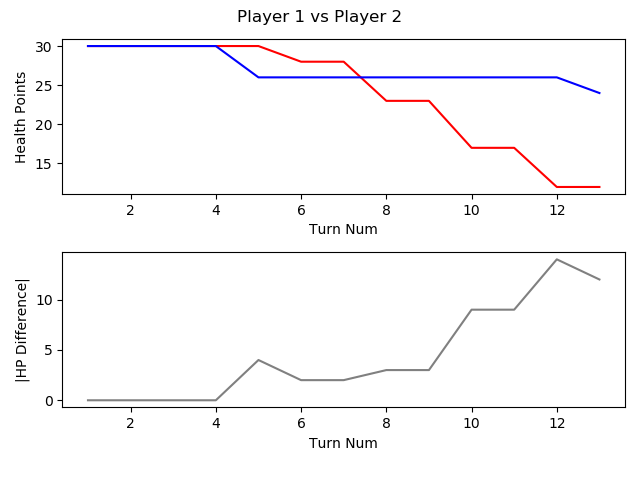 Player 1 vs Player 2
30
25
20
15
Health Points
2 4 6 8 10 12
Turn Num
10
5
0
|HP Difference|
2 4 6 8 10 12
Turn Num